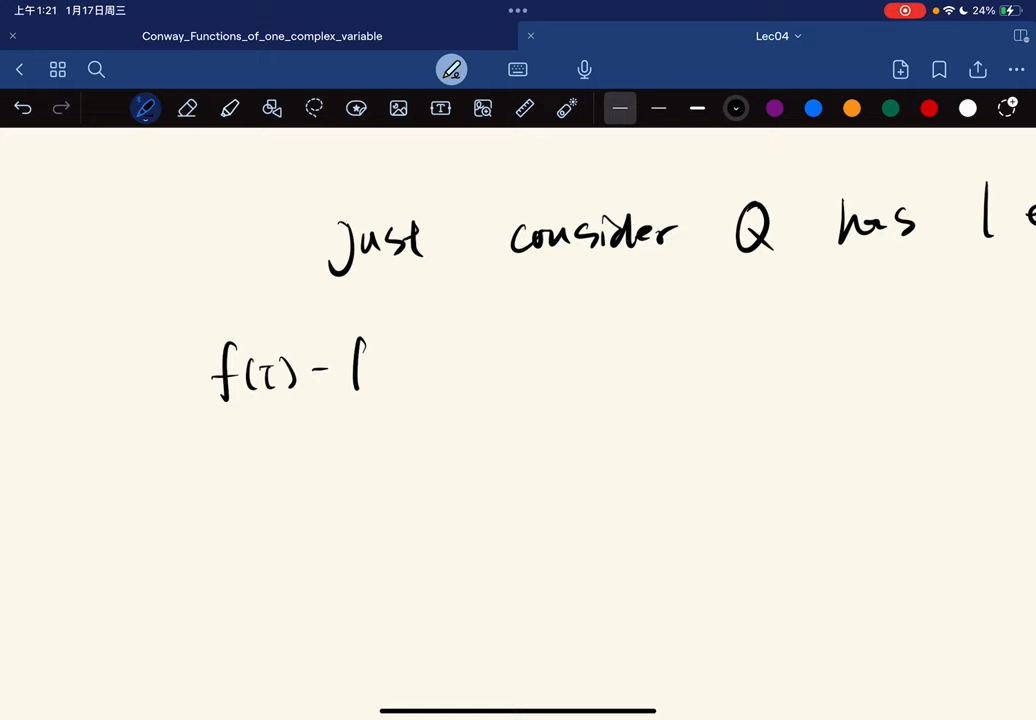 上午1:21 1月17日周三 24%
Conway_Functions_of_one_complex_variable Lec04
just consider Q has 1
f(τ) -